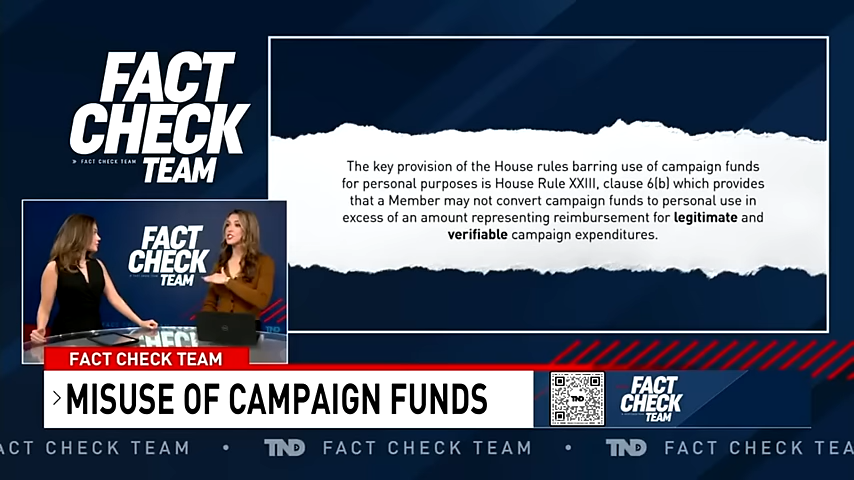 FACT
CHECK
» FACT CHECK TEAM
TEAM
The key provision of the House rules barring use of campaign funds
for personal purposes is House Rule XXIII, clause 6(b) which provides
that a Member may not convert campaign funds to personal use in
excess of an amount representing reimbursement for legitimate and
verifiable campaign expenditures.
FACT
CHECK
TEAM
TND
FACT CHECK TEAM
MISUSE OF CAMPAIGN FUNDS
TND
FACT
CHECK
TEAM
ACT CHECK TEAM • TND FACT CHECK TEAM • TND FACT CHECK TEA